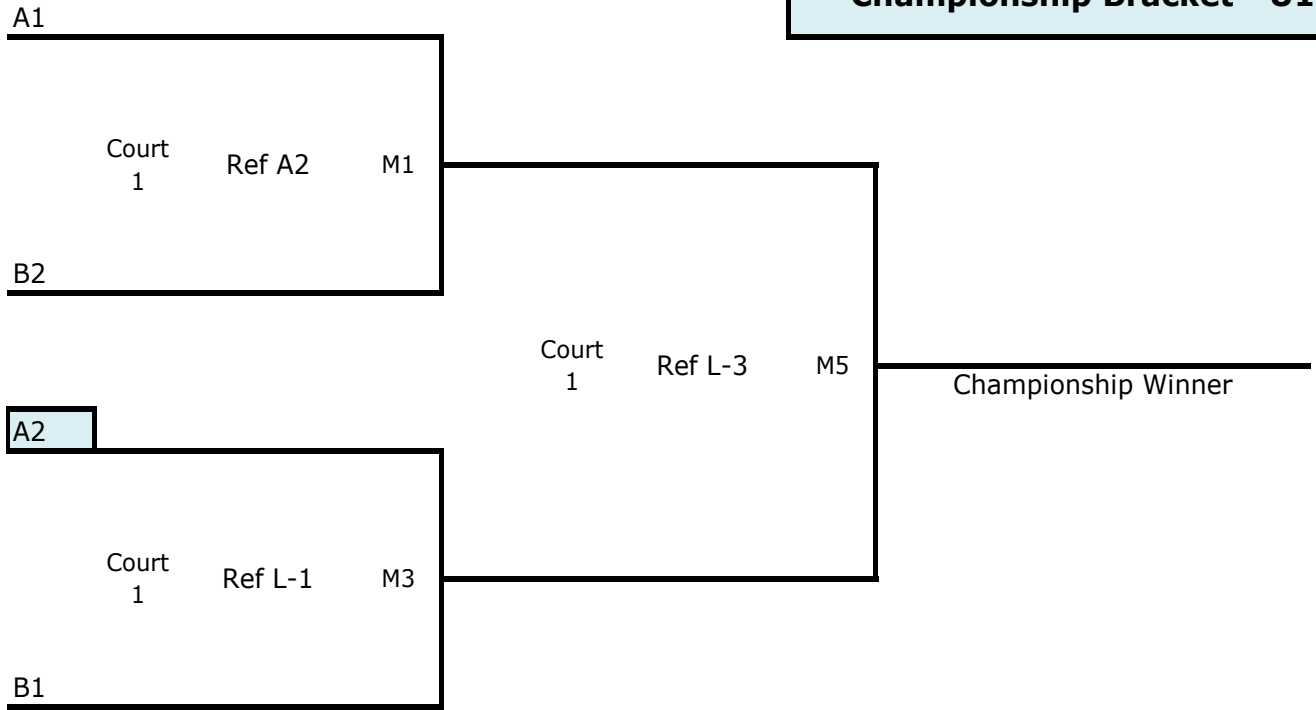 Championship Bracket
A1
Court
1
Ref A2
M1
B2
Court
1
Ref L-3
M5
Championship Winner
A2
Court
1
Ref L-1
M3
B1